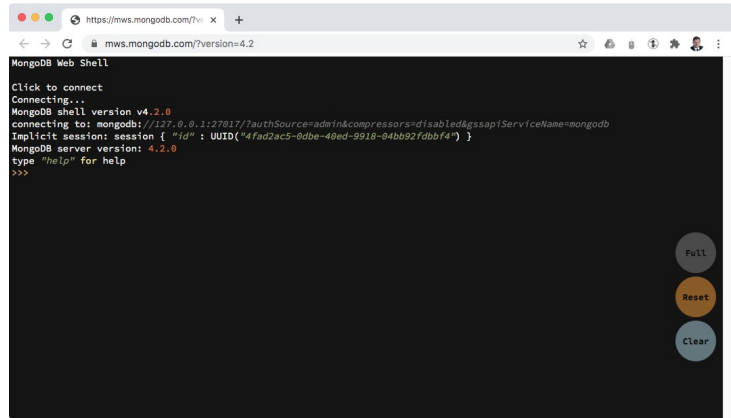 https://mws.mongodb.com/?ve
mws.mongodb.com/?version=4.2
MongoDB Web Shell
Click to connect
Connecting...
MongoDB shell version v4.2.0
connecting to: mongodb://127.0.0.1:27017/?authSource=admin&compressors=disabled&gssapiServiceName=mongodb
Implicit session: session { "id" : UUID("4fad2ac5-0dbe-40ed-9918-04bb92fdbbf4") }
MongoDB server version: 4.2.0
type "help" for help
>>>
Full
Reset
Clear